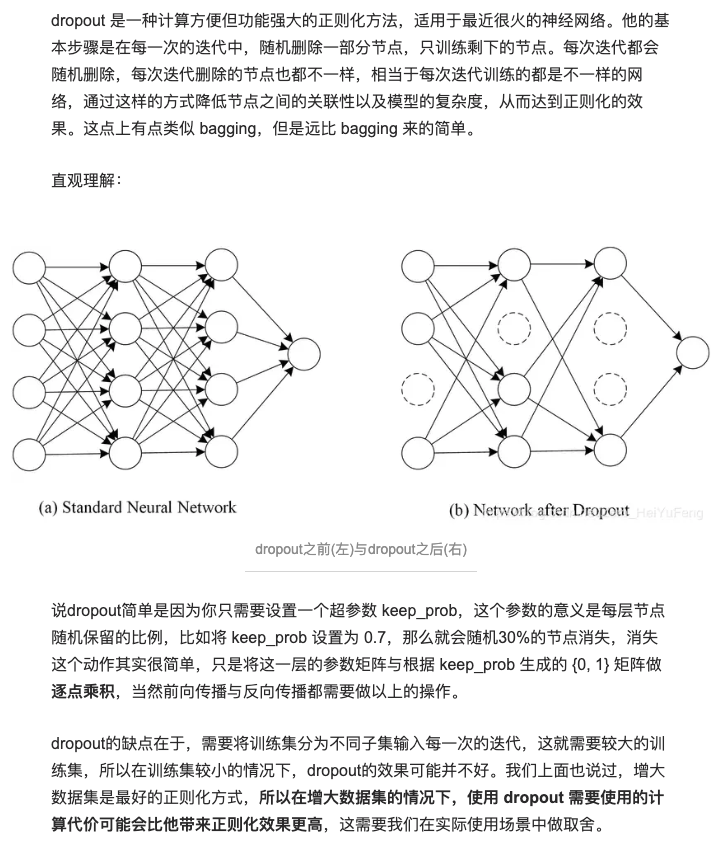 dropout 是一种计算方便但功能强大的正则化方法，适用于最近很火的神经网络。他的基
本步骤是在每一次的迭代中，随机删除一部分节点，只训练剩下的节点。每次迭代都会
随机删除，每次迭代删除的节点也都不一样，相当于每次迭代训练的都是不一样的网
络，通过这样的方式降低节点之间的关联性以及模型的复杂度，从而达到正则化的效
果。这点上有点类似 bagging，但是远比 bagging 来的简单。
直观理解：
(a) Standard Neural Network
(b) Network after Dropout
_HeiYuFeng
dropout之前(左)与dropout之后(右)
说dropout简单是因为你只需要设置一个超参数 keep_prob，这个参数的意义是每层节点
随机保留的比例，比如将 keep_prob 设置为 0.7，那么就会随机30%的节点消失，消失
这个动作其实很简单，只是将这一层的参数矩阵与根据 keep_prob 生成的 {0, 1} 矩阵做
逐点乘积，当然前向传播与反向传播都需要做以上的操作。
dropout的缺点在于，需要将训练集分为不同子集输入每一次的迭代，这就需要较大的训
练集，所以在训练集较小的情况下，dropout的效果可能并不好。我们上面也说过，增大
数据集是最好的正则化方式，所以在增大数据集的情况下，使用 dropout 需要使用的计
算代价可能会比他带来正则化效果更高，这需要我们在实际使用场景中做取舍。